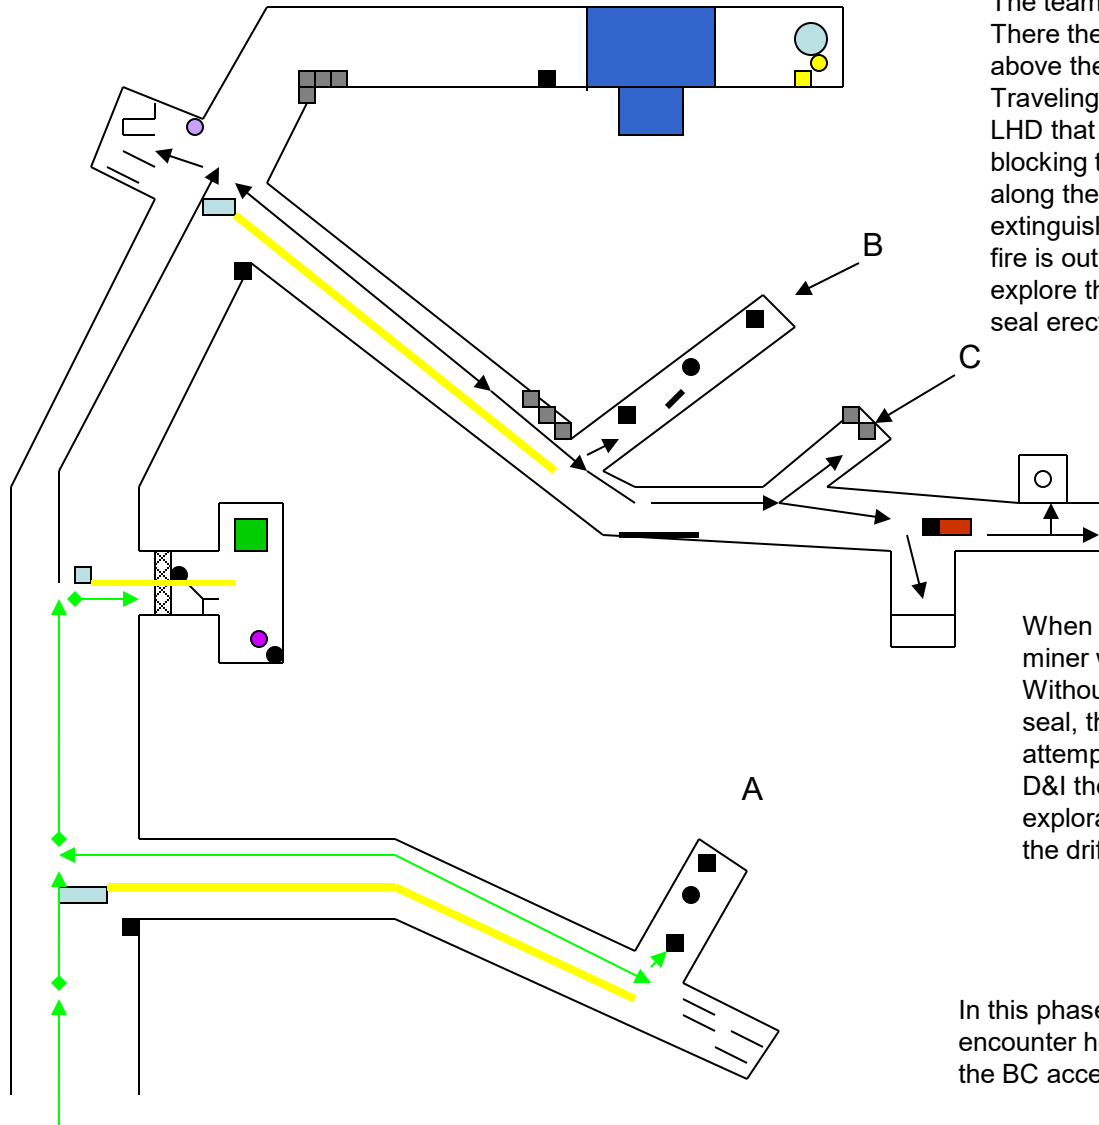 The team
There the
above the
Traveling
LHD that
blocking t
along the
extinguish
fire is out
explore th
seal erect
B
C
When
miner w
Withou
seal, th
attemp
D&I the
explora
the drif
A
In this phase
encounter he
the BC acce